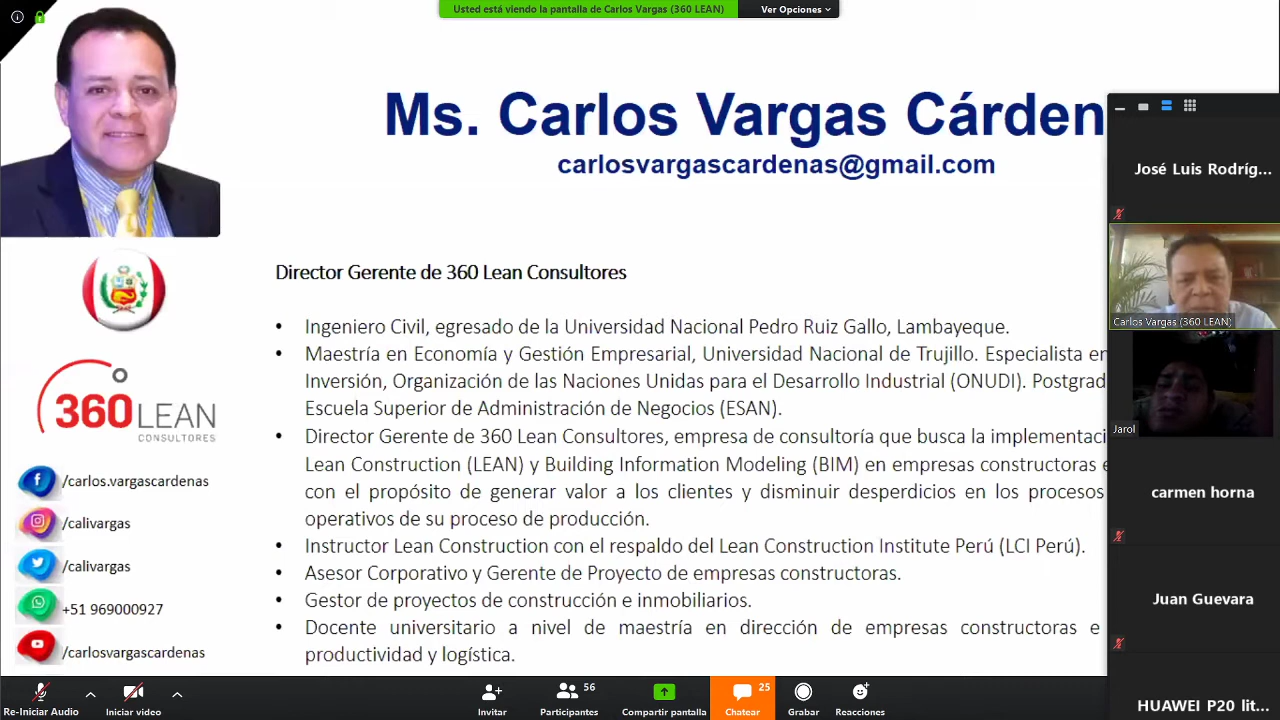 Usted está viendo la pantalla de Carlos Vargas (360 LEAN)
Ver Opciones
Ms. Carlos Vargas Cárden
carlosvargascardenas@gmail.com
Director Gerente de 360 Lean Consultores
• Ingeniero Civil, egresado de la Universidad Nacional Pedro Ruiz Gallo, Lambayeque.
• Maestría en Economía y Gestión Empresarial, Universidad Nacional de Trujillo. Especialista en
Inversión, Organización de las Naciones Unidas para el Desarrollo Industrial (ONUDI). Postgrad
Escuela Superior de Administración de Negocios (ESAN).
• Director Gerente de 360 Lean Consultores, empresa de consultoría que busca la implementaci
Lean Construction (LEAN) y Building Information Modeling (BIM) en empresas constructoras e
con el propósito de generar valor a los clientes y disminuir desperdicios en los procesos
operativos de su proceso de producción.
• Instructor Lean Construction con el respaldo del Lean Construction Institute Perú (LCI Perú).
• Asesor Corporativo y Gerente de Proyecto de empresas constructoras.
• Gestor de proyectos de construcción e inmobiliarios.
• Docente universitario a nivel de maestría en dirección de empresas constructoras e
productividad y logística.
360 LEAN
CONSULTORES
/carlos.vargascardenas
/calivargas
/calivargas
+51 969000927
/carlosvargascardenas
José Luis Rodríg...
Carlos Vargas (360 LEAN)
Jarol
carmen horna
Juan Guevara
HUAWEI P20 lit...
Re-Iniciar Audio
Iniciar video
Invitar
Participantes
56
Compartir pantalla
Chatear
25
Grabar
Reacciones